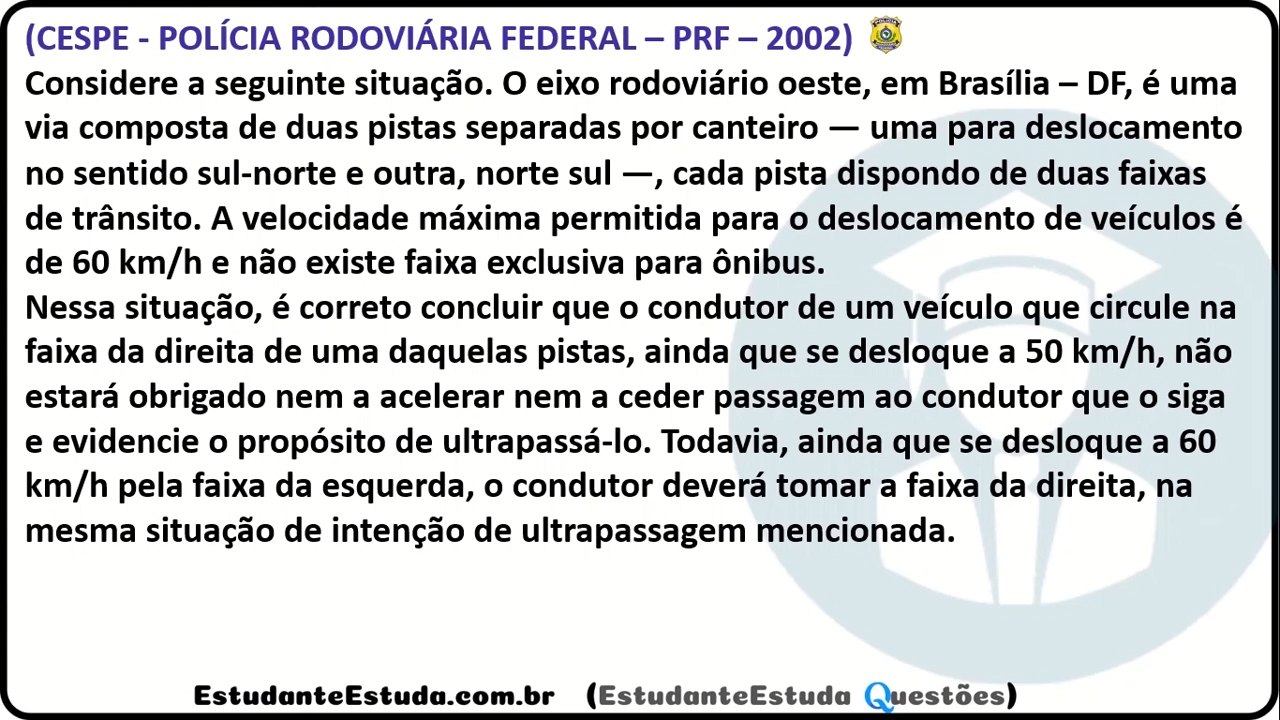 (CESPE - POLÍCIA RODOVIÁRIA FEDERAL – PRF – 2002)
Considere a seguinte situação. O eixo rodoviário oeste, em Brasília – DF, é uma
via composta de duas pistas separadas por canteiro — uma para deslocamento
no sentido sul-norte e outra, norte sul —, cada pista dispondo de duas faixas
de trânsito. A velocidade máxima permitida para o deslocamento de veículos é
de 60 km/h e não existe faixa exclusiva para ônibus.
Nessa situação, é correto concluir que o condutor de um veículo que circule na
faixa da direita de uma daquelas pistas, ainda que se desloque a 50 km/h, não
estará obrigado nem a acelerar nem a ceder passagem ao condutor que o siga
e evidencie o propósito de ultrapassá-lo. Todavia, ainda que se desloque a 60
km/h pela faixa da esquerda, o condutor deverá tomar a faixa da direita, na
mesma situação de intenção de ultrapassagem mencionada.
EstudanteEstuda.com.br (EstudanteEstuda Questões)